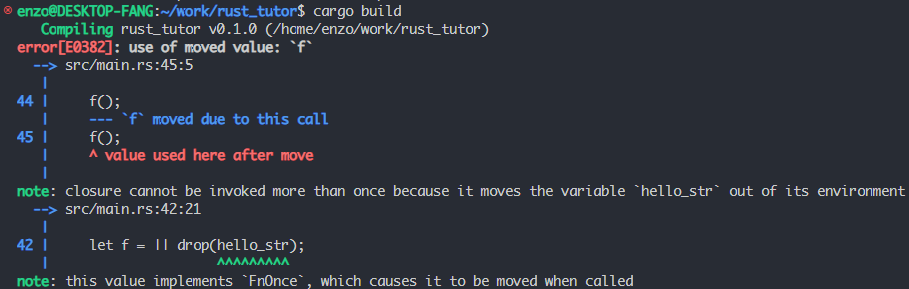 enzo@DESKTOP-FANG:~/work/rust_tutor$ cargo build
   Compiling rust_tutor v0.1.0 (/home/enzo/work/rust_tutor)
error[E0382]: use of moved value: `f`
  --> src/main.rs:45:5
   |
44 |     f();
   |     --- `f` moved due to this call
45 |     f();
   |     ^ value used here after move
   |
note: closure cannot be invoked more than once because it moves the variable `hello_str` out of its environment
  --> src/main.rs:42:21
   |
42 |     let f = || drop(hello_str);
   |                     ^^^^^^^^^
note: this value implements `FnOnce`, which causes it to be moved when called